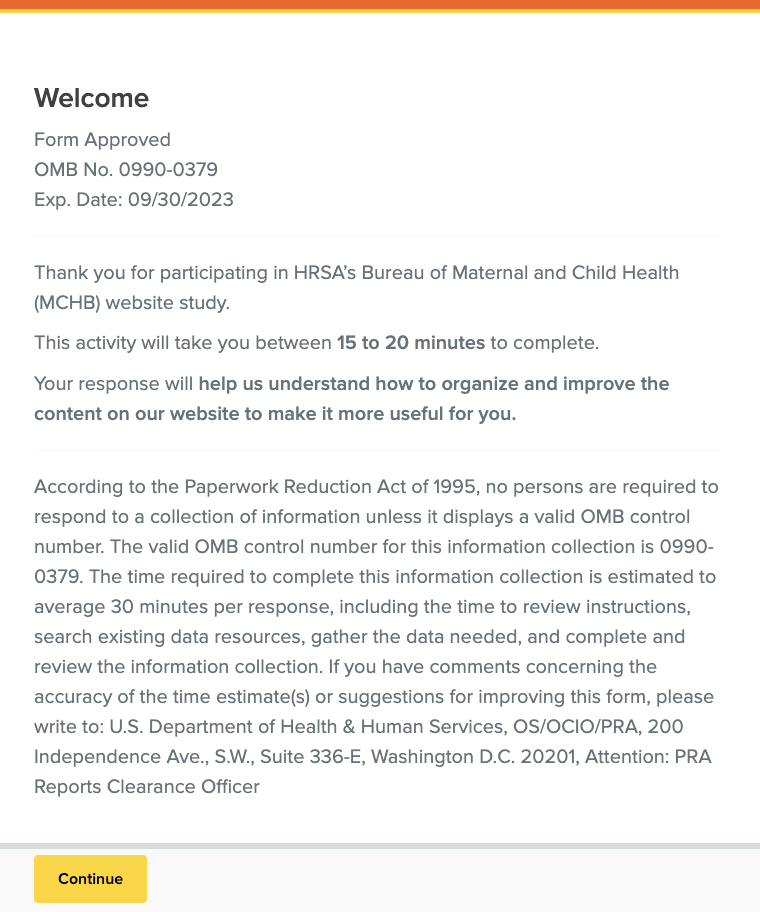 Welcome
Form Approved
OMB No. 0990-0379
Exp. Date: 09/30/2023
Thank you for participating in HRSA’s Bureau of Maternal and Child Health
(MCHB) website study.
This activity will take you between 15 to 20 minutes to complete.
Your response will help us understand how to organize and improve the
content on our website to make it more useful for you.
According to the Paperwork Reduction Act of 1995, no persons are required to
respond to a collection of information unless it displays a valid OMB control
number. The valid OMB control number for this information collection is 0990-
0379. The time required to complete this information collection is estimated to
average 30 minutes per response, including the time to review instructions,
search existing data resources, gather the data needed, and complete and
review the information collection. If you have comments concerning the
accuracy of the time estimate(s) or suggestions for improving this form, please
write to: U.S. Department of Health & Human Services, OS/OCIO/PRA, 200
Independence Ave., S.W., Suite 336-E, Washington D.C. 20201, Attention: PRA
Reports Clearance Officer
Continue